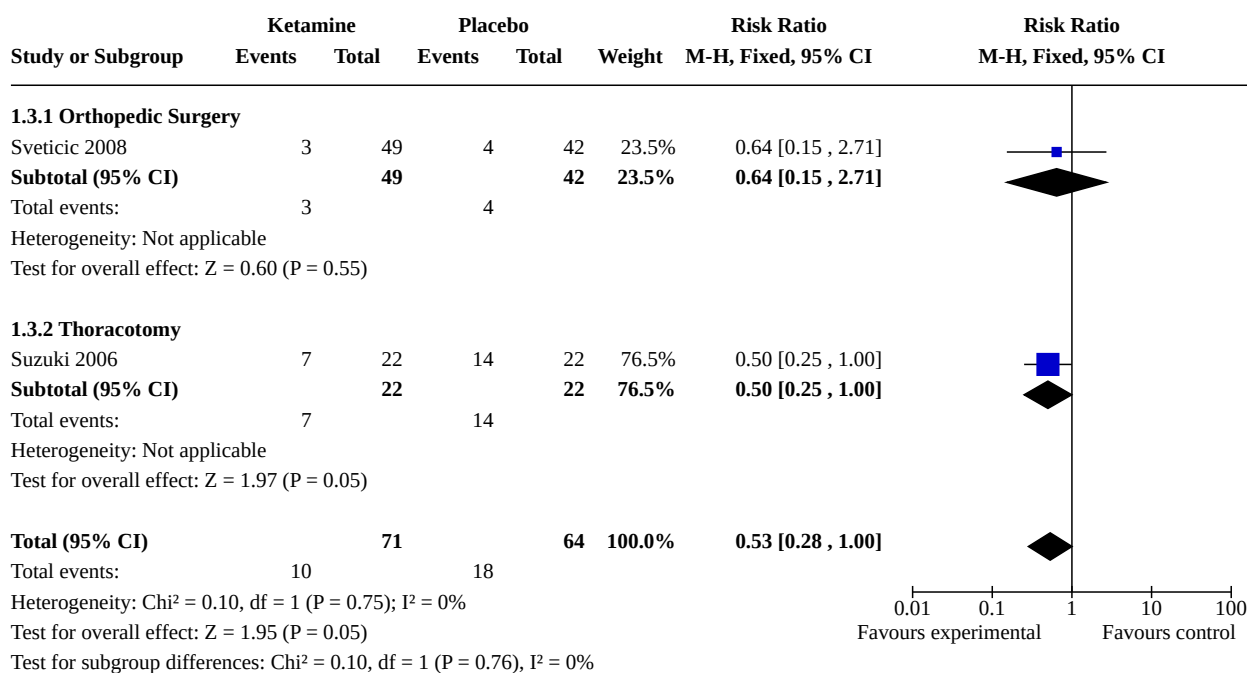 Ketamine Placebo Risk Ratio Risk Ratio
Study or Subgroup Events Total Events Total Weight M-H, Fixed, 95% CI M-H, Fixed, 95% CI
1.3.1 Orthopedic Surgery
Sveticic 2008 3 49 4 42 23.5% 0.64 [0.15 , 2.71]
Subtotal (95% CI) 49 42 23.5% 0.64 [0.15 , 2.71]
Total events: 3 4
Heterogeneity: Not applicable
Test for overall effect: Z = 0.60 (P = 0.55)
1.3.2 Thoracotomy
Suzuki 2006 7 22 14 22 76.5% 0.50 [0.25 , 1.00]
Subtotal (95% CI) 22 22 76.5% 0.50 [0.25 , 1.00]
Total events: 7 14
Heterogeneity: Not applicable
Test for overall effect: Z = 1.97 (P = 0.05)
Total (95% CI) 71 64 100.0% 0.53 [0.28 , 1.00]
Total events: 10 18
Heterogeneity: Chi² = 0.10, df = 1 (P = 0.75); I² = 0%
0.01 0.1 1 10 100
Test for overall effect: Z = 1.95 (P = 0.05)
Favours experimental Favours control
Test for subgroup differences: Chi² = 0.10, df = 1 (P = 0.76), I² = 0%